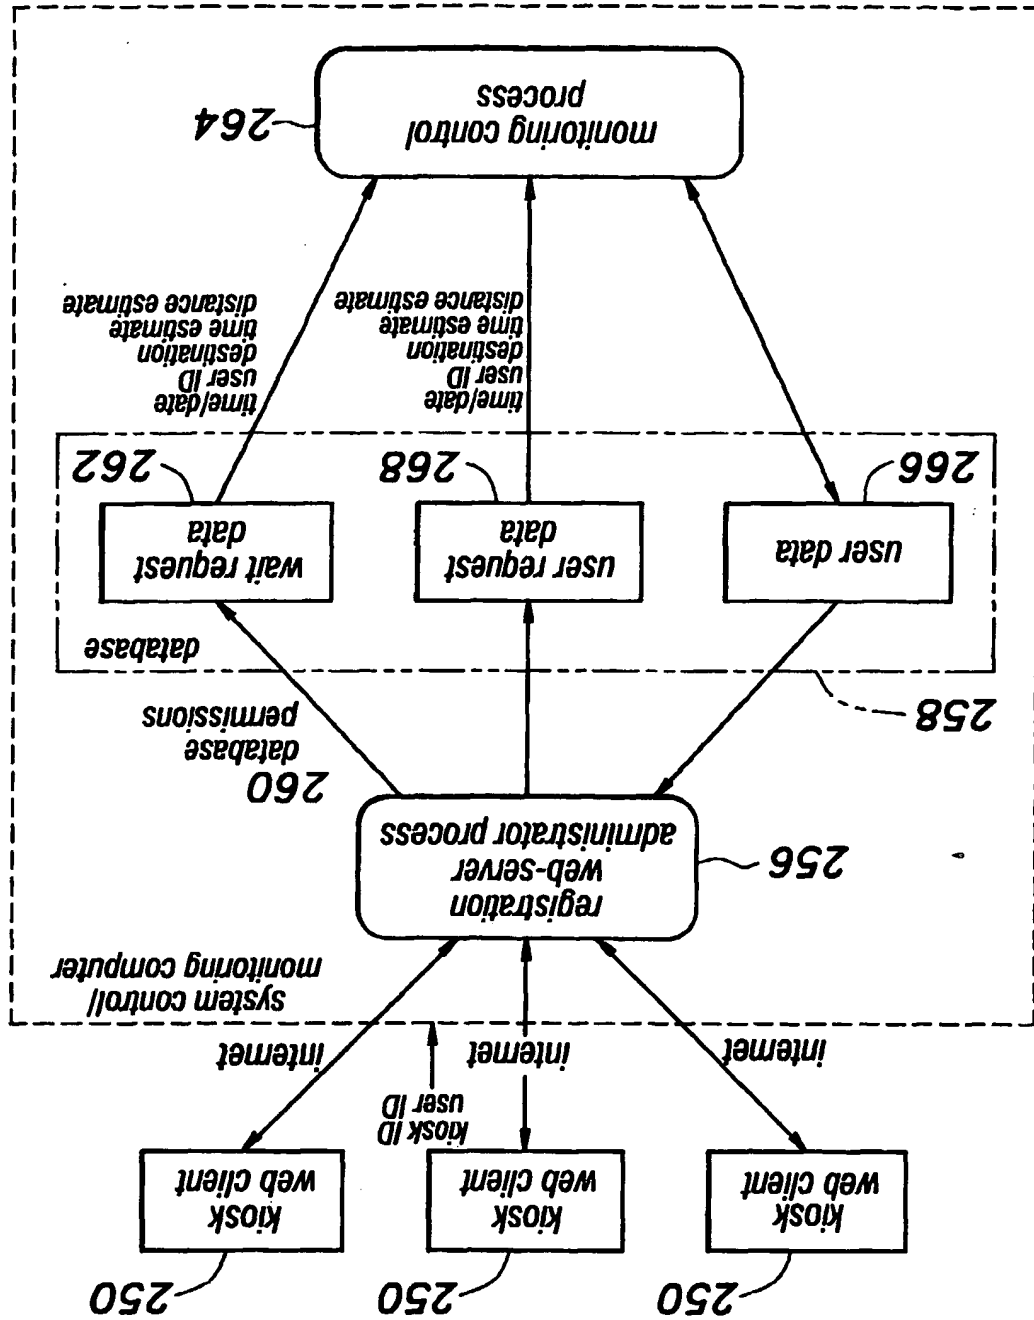 250
250
250
kiosk
web client
kiosk
web client
kiosk
web client
kiosk ID
user ID
internet
internet
internet
system control/
monitoring computer
256
registration
web-server
administrator process
260
database
permissions
258
database
user data
user request
data
wait request
data
266
268
262
time/date
user ID
destination
time estimate
distance estimate
time/date
user ID
destination
time estimate
distance estimate
monitoring control
process
264